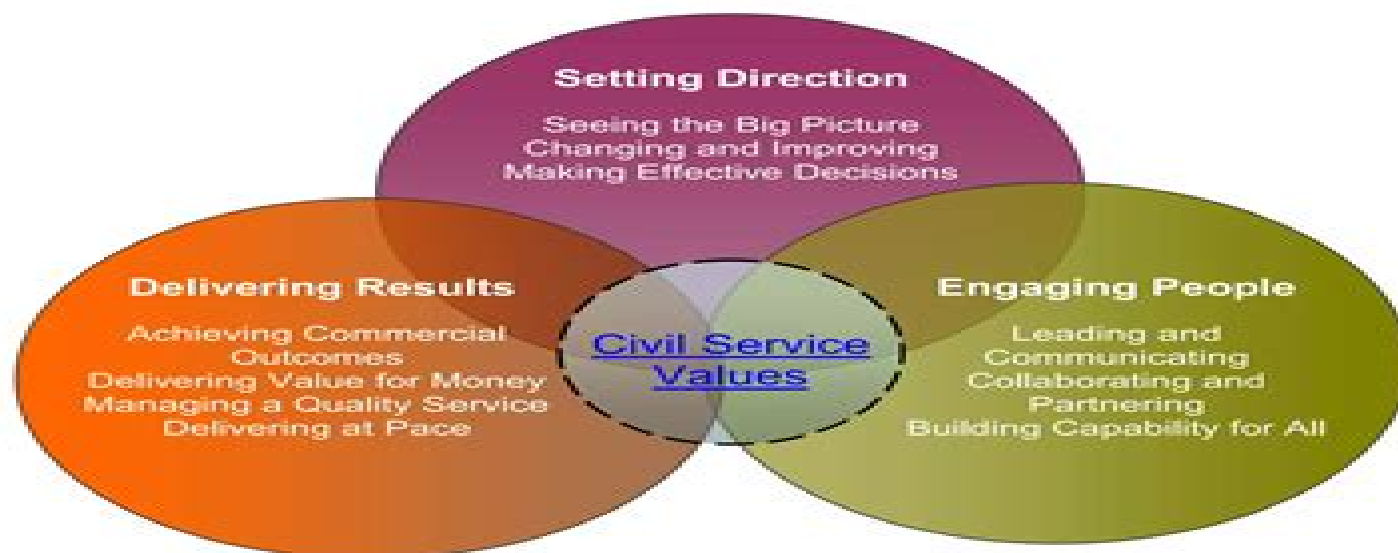 Setting Direction
Seeing the Big Picture
Changing and Improving
Making Effective Decisions
Delivering Results
Achieving Commercial
Outcomes
Delivering Value for Money
Managing a Quality Service
Delivering at Pace
Civil Service
Values
Engaging People
Leading and
Communicating
Collaborating and
Partnering
Building Capability for All